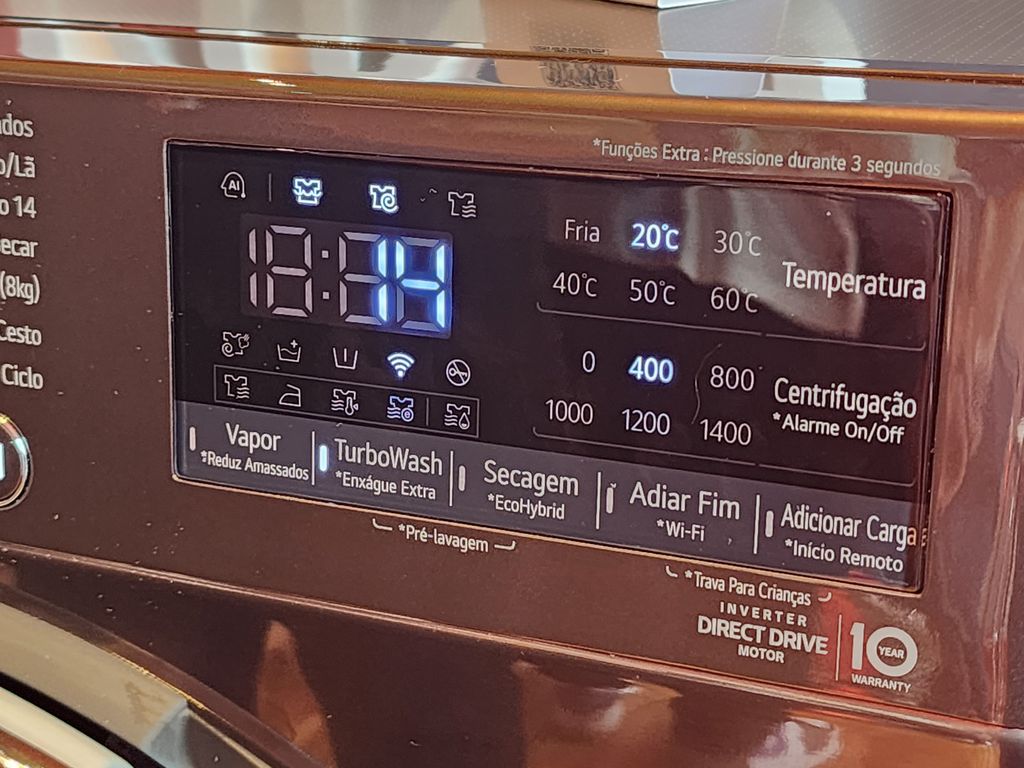 *Funções Extra : Pressione durante 3 segundos
o/Lã
o 14
(8kg)
Cesto
Ciclo
AI
14
Fria 20°C 30°C
40°C 50°C 60°C
Temperatura
0 400 800
1000 1200 1400
Centrifugação
*Alarme On/Off
Vapor
*Reduz Amassados
TurboWash
*Enxágue Extra
Secagem
*EcoHybrid
Adiar Fim
*Wi-Fi
Adicionar Carga
*Início Remoto
*Pré-lavagem
*Trava Para Crianças
INVERTER
DIRECT DRIVE
MOTOR
10 YEAR
WARRANTY